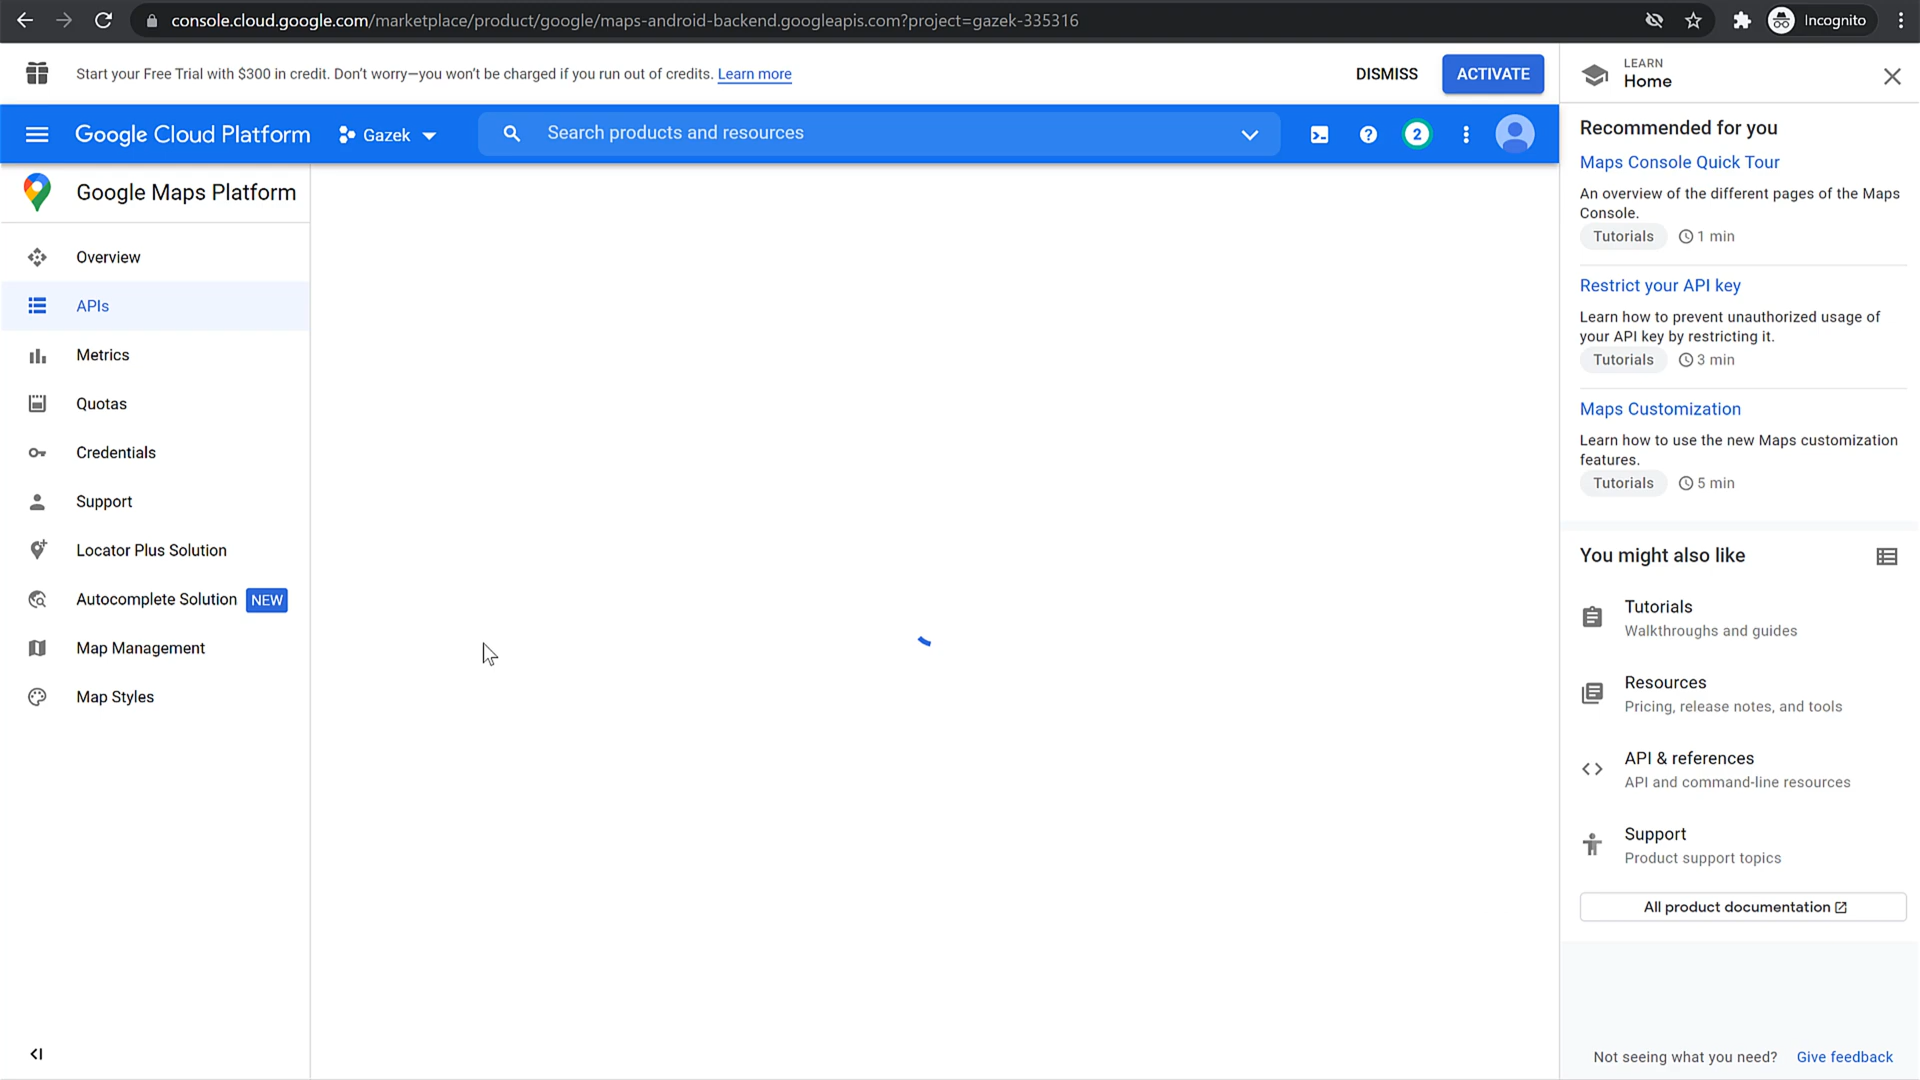 console.cloud.google.com/marketplace/product/google/maps-android-backend.googleapis.com?project=gazek-335316
Incognito
Start your Free Trial with $300 in credit. Don't worry—you won't be charged if you run out of credits. Learn more
DISMISS
ACTIVATE
LEARN
Home
Google Cloud Platform
Gazek
Search products and resources
2
Google Maps Platform
Overview
APIs
Metrics
Quotas
Credentials
Support
Locator Plus Solution
Autocomplete Solution NEW
Map Management
Map Styles
Recommended for you
Maps Console Quick Tour
An overview of the different pages of the Maps
Console.
Tutorials 1 min
Restrict your API key
Learn how to prevent unauthorized usage of
your API key by restricting it.
Tutorials 3 min
Maps Customization
Learn how to use the new Maps customization
features.
Tutorials 5 min
You might also like
Tutorials
Walkthroughs and guides
Resources
Pricing, release notes, and tools
API & references
API and command-line resources
Support
Product support topics
All product documentation
Not seeing what you need? Give feedback